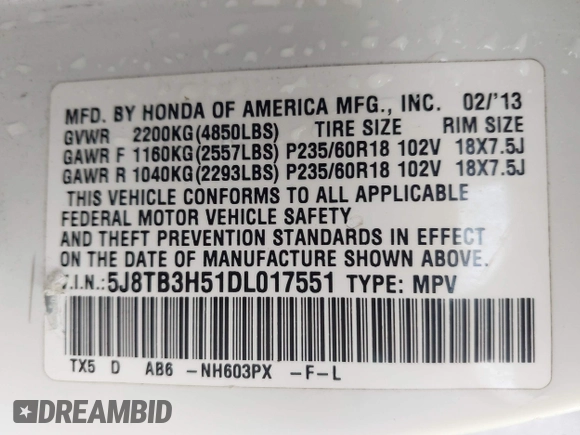 MFD. BY HONDA OF AMERICA MFG., INC. 02/'13
GVWR 2200KG(4850LBS) TIRE SIZE RIM SIZE
GAWR F 1160KG(2557LBS) P235/60R18 102V 18X7.5J
GAWR R 1040KG(2293LBS) P235/60R18 102V 18X7.5J
THIS VEHICLE CONFORMS TO ALL APPLICABLE
FEDERAL MOTOR VEHICLE SAFETY
AND THEFT PREVENTION STANDARDS IN EFFECT
ON THE DATE OF MANUFACTURE SHOWN ABOVE.
V.I.N.:5J8TB3H51DL017551 TYPE: MPV
TX5 D AB6 -NH603PX -F-L
DREAMBID